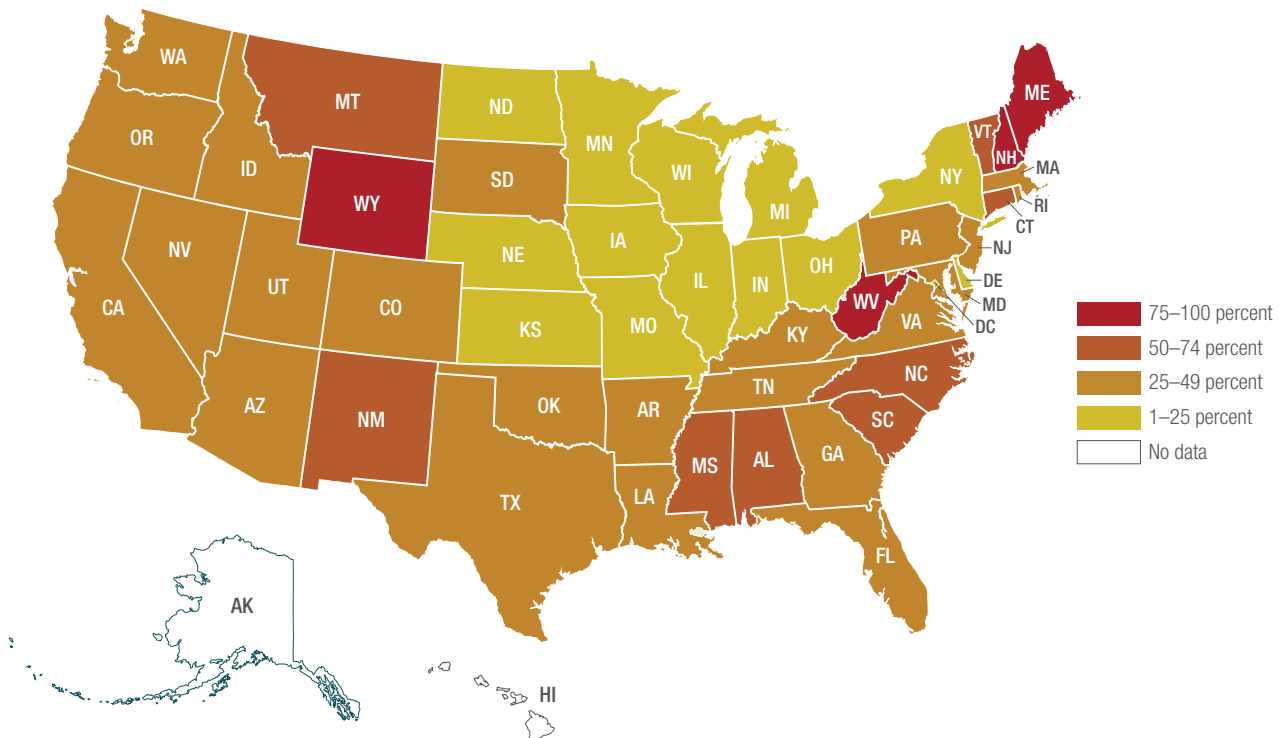 WA
MT
ND
ME
OR
MN
VT
ID
SD
WI
NH
MA
WY
MI
NY
RI
CT
NV
NE
IA
PA
NJ
UT
IL
IN
OH
DE
CA
CO
MD
WV
DC
KS
MO
VA
KY
75–100 percent
50–74 percent
NC
25–49 percent
TN
AZ
OK
AR
NM
SC
1–25 percent
MS
AL
GA
No data
TX
LA
FL
AK
HI